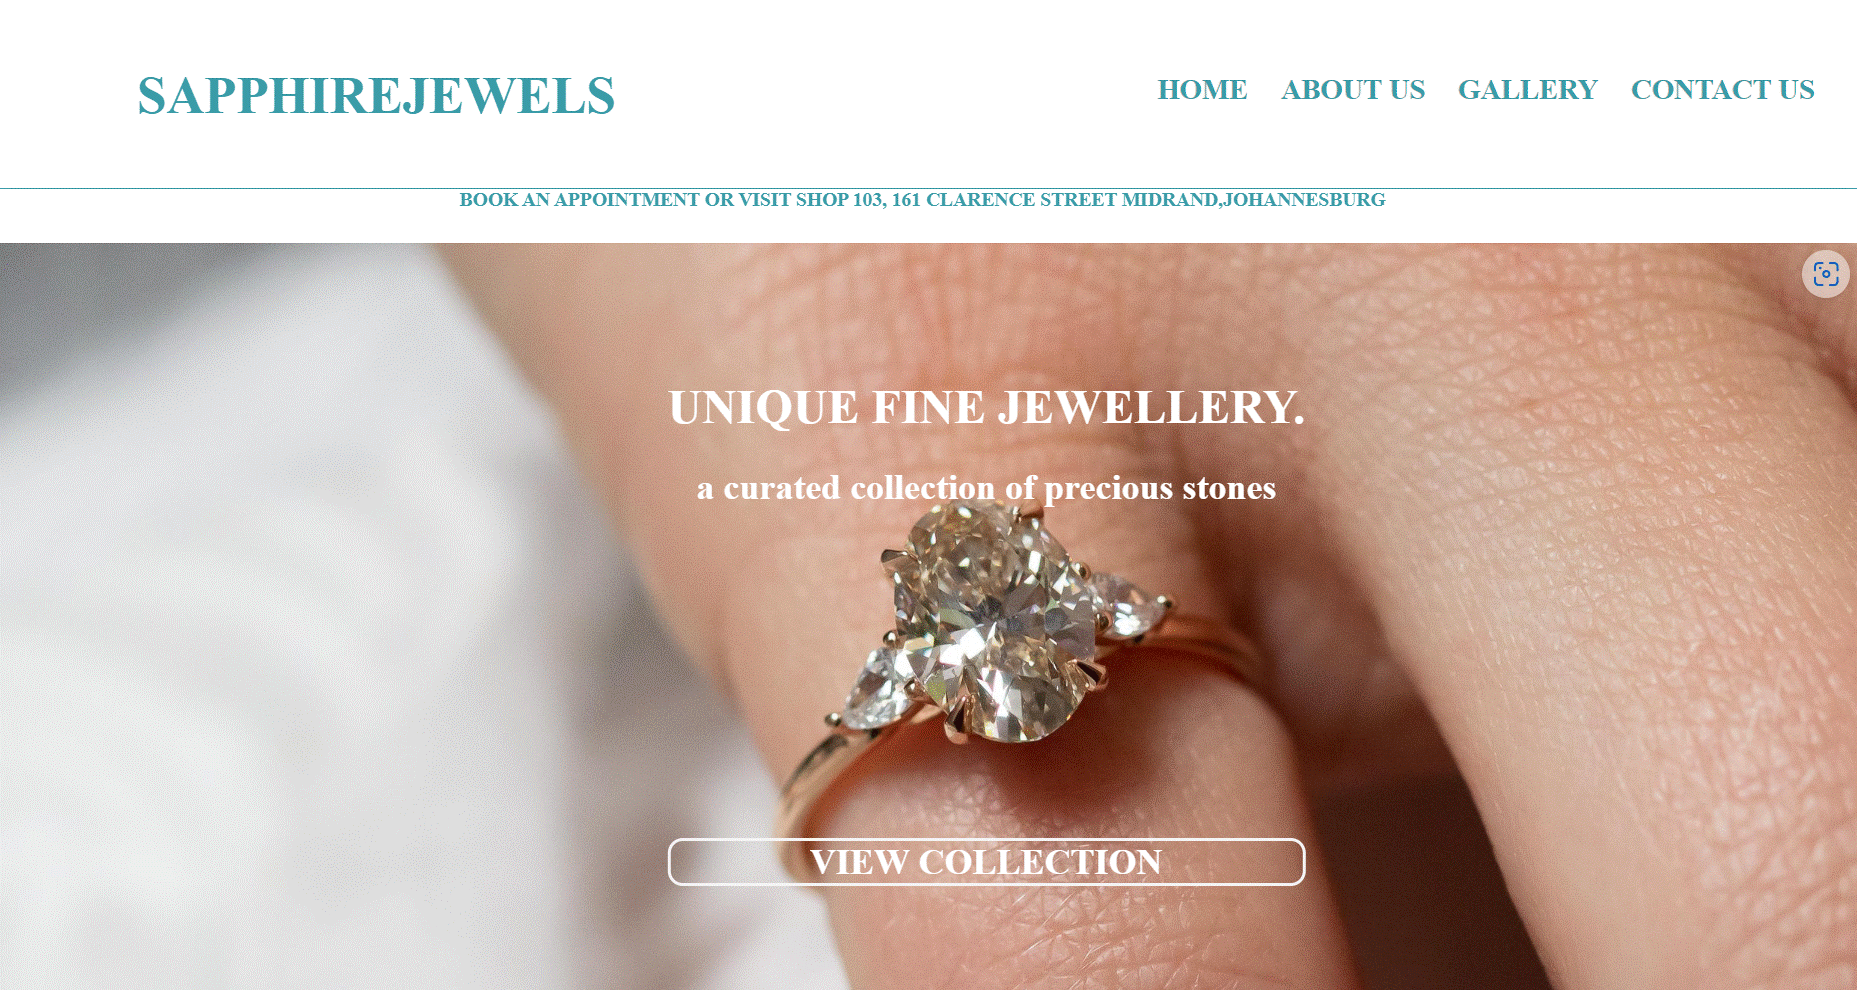 SAPPHIREJEWELS
HOME ABOUT US GALLERY CONTACT US
BOOK AN APPOINTMENT OR VISIT SHOP 103, 161 CLARENCE STREET MIDRAND,JOHANNESBURG
UNIQUE FINE JEWELLERY.
a curated collection of precious stones
VIEW COLLECTION